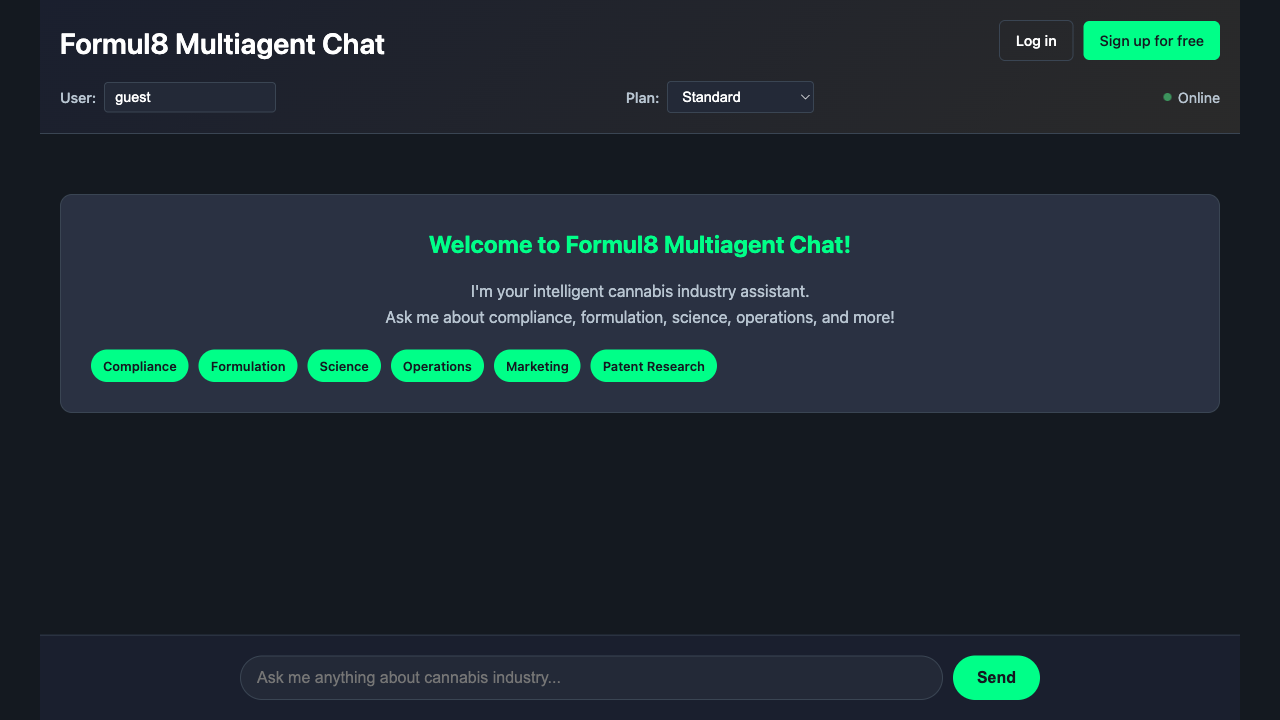 Formul8 Multiagent Chat
Log in
Sign up for free
User:
guest
Plan:
Standard
Online
Welcome to Formul8 Multiagent Chat!
I'm your intelligent cannabis industry assistant.
Ask me about compliance, formulation, science, operations, and more!
Compliance
Formulation
Science
Operations
Marketing
Patent Research
Ask me anything about cannabis industry...
Send